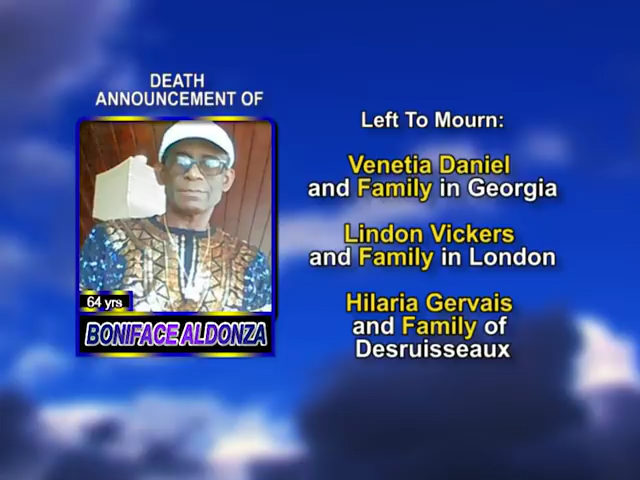 DEATH
ANNOUNCEMENT OF
64 yrs
BONIFACE ALDONZA
Left To Mourn:
Venetia Daniel
and Family in Georgia
Lindon Vickers
and Family in London
Hilaria Gervais
and Family of
Desruisseaux